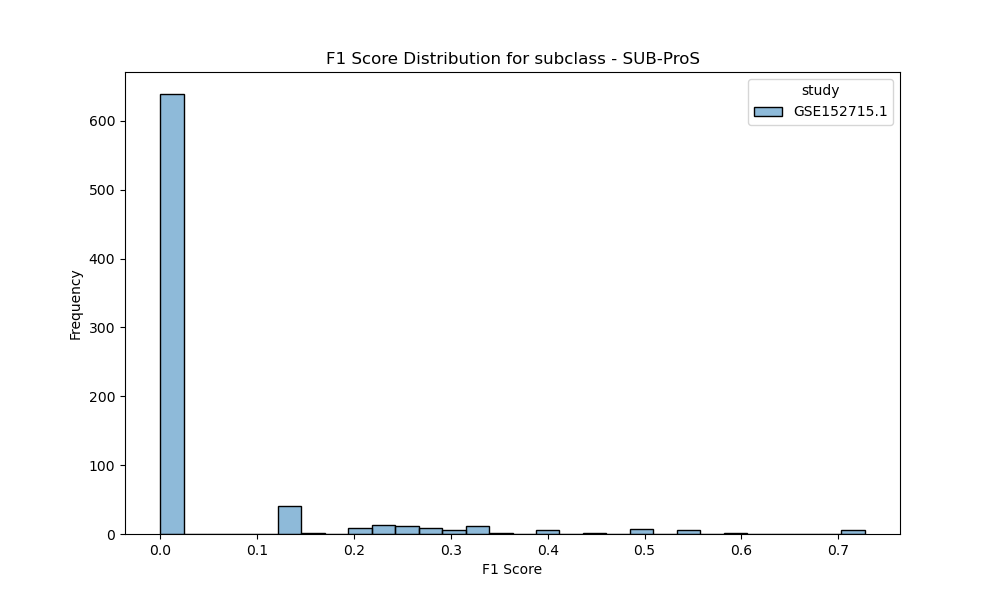 F1 Score Distribution for subclass - SUB-ProS
study
GSE152715.1
Frequency
600
500
400
300
200
100
0
0.0 0.1 0.2 0.3 0.4 0.5 0.6 0.7
F1 Score